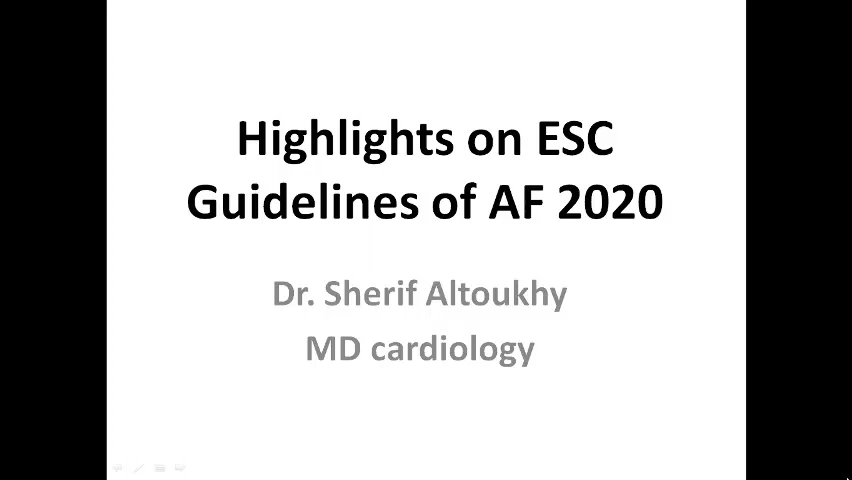 Highlights on ESC
Guidelines of AF 2020
Dr. Sherif Altoukhy
MD cardiology